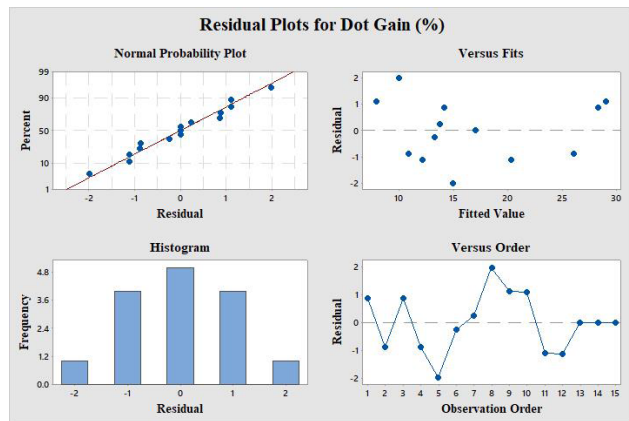 Residual Plots for Dot Gain (%)
Normal Probability Plot
99
90
50
10
1
Percent
-2 -1 0 1 2
Residual
Versus Fits
2
1
0
-1
-2
Residual
10 15 20 25 30
Fitted Value
Histogram
4.8
3.6
2.4
1.2
0.0
Frequency
-2 -1 0 1 2
Residual
Versus Order
2
1
0
-1
-2
Residual
1 2 3 4 5 6 7 8 9 10 11 12 13 14 15
Observation Order